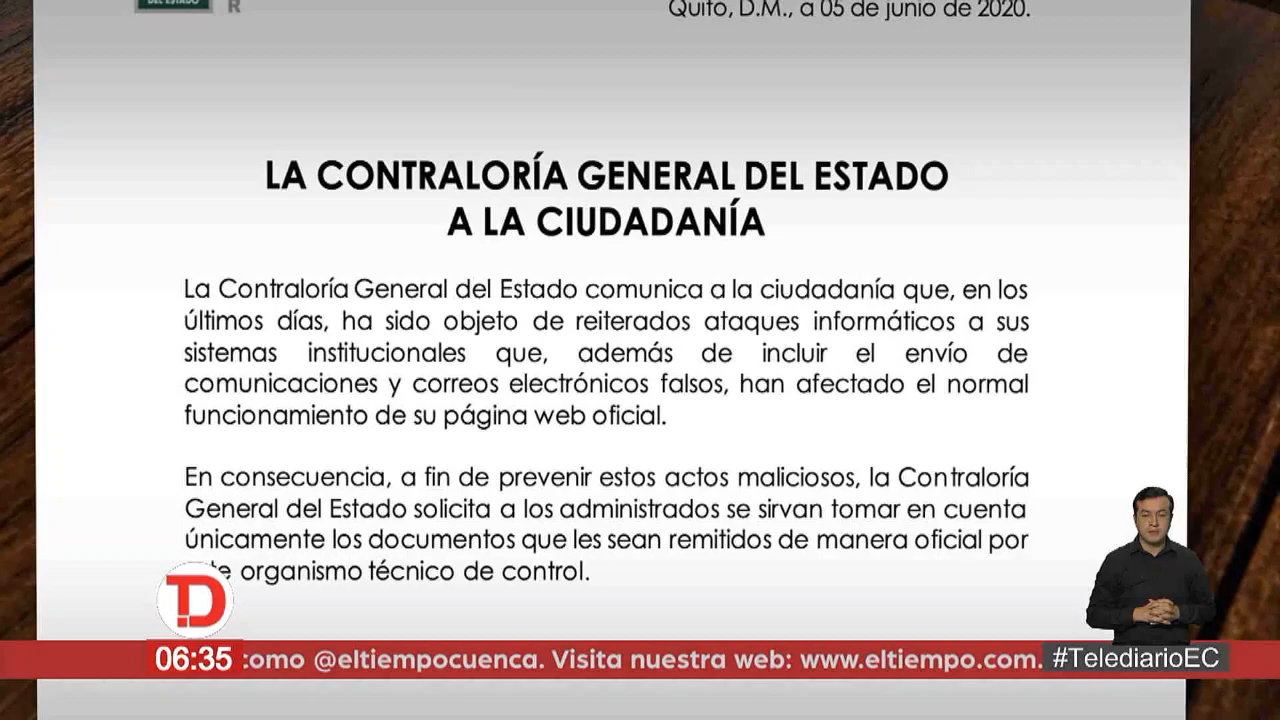 DEL ESTADO
R
Quito, D.M., a 05 de junio de 2020.
LA CONTRALORÍA GENERAL DEL ESTADO
A LA CIUDADANÍA
La Contraloría General del Estado comunica a la ciudadanía que, en los
últimos días, ha sido objeto de reiterados ataques informáticos a sus
sistemas institucionales que, además de incluir el envío de
comunicaciones y correos electrónicos falsos, han afectado el normal
funcionamiento de su página web oficial.
En consecuencia, a fin de prevenir estos actos maliciosos, la Contraloría
General del Estado solicita a los administrados se sirvan tomar en cuenta
únicamente los documentos que les sean remitidos de manera oficial por
te organismo técnico de control.
TD
06:35 como @eltiempocuenca. Visita nuestra web: www.eltiempo.com. #TelediarioEC